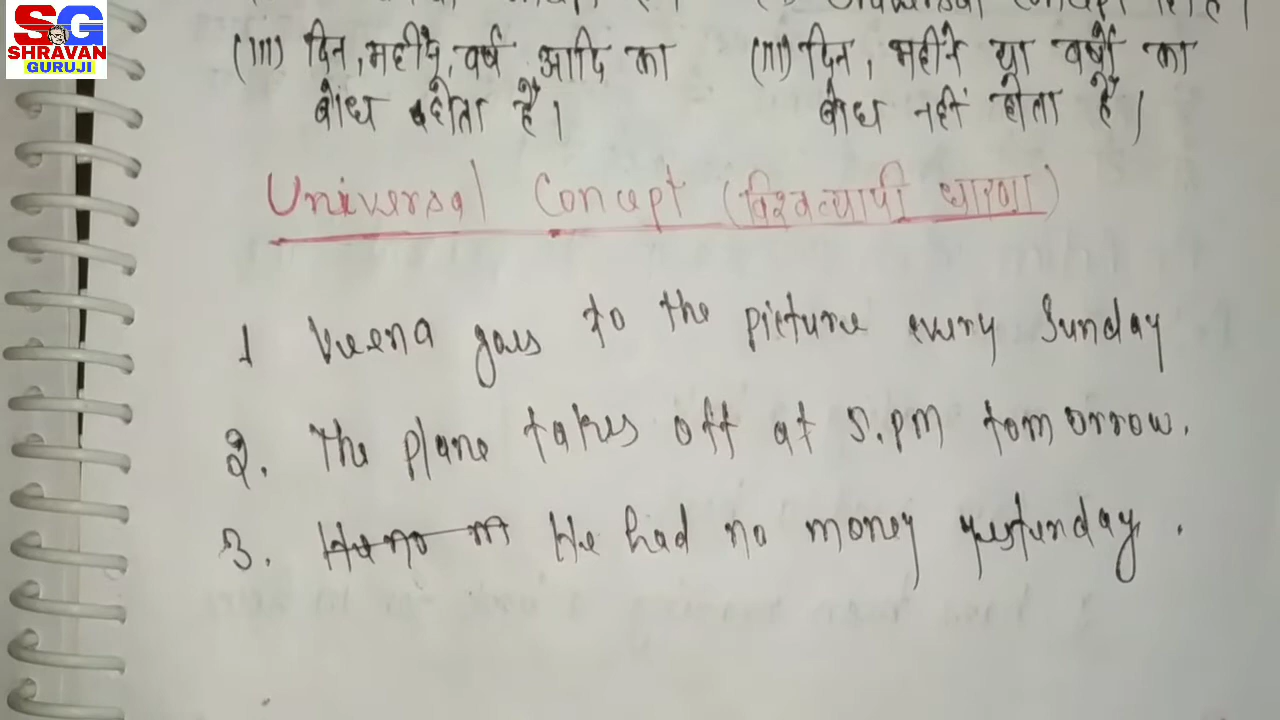 SG
SHRAVAN
GURUJI
(III) दिन, महीने, वर्ष आदि का
बोध होता है।
(III) दिन, महीने या वर्षों का
बोध नहीं होता है।
Universal Concept (विश्वव्यापी धारणा)
1 Veena goes to the picture every Sunday
2. The plane takes off at 5.pm tomorrow.
3. He no m He had no money yesterday.